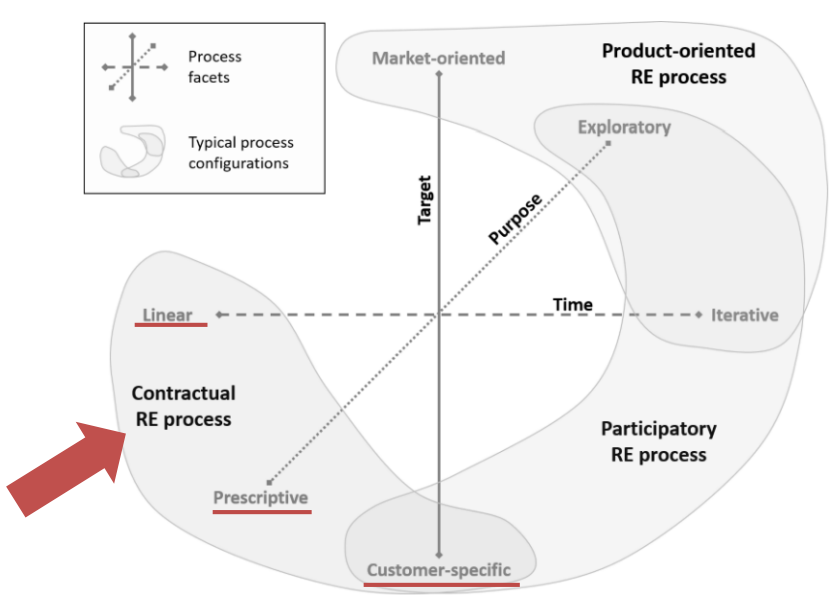 Process
facets
Typical process
configurations
Market-oriented
Product-oriented
RE process
Exploratory
Target
Purpose
Time
Linear
Iterative
Contractual
RE process
Participatory
RE process
Prescriptive
Customer-specific